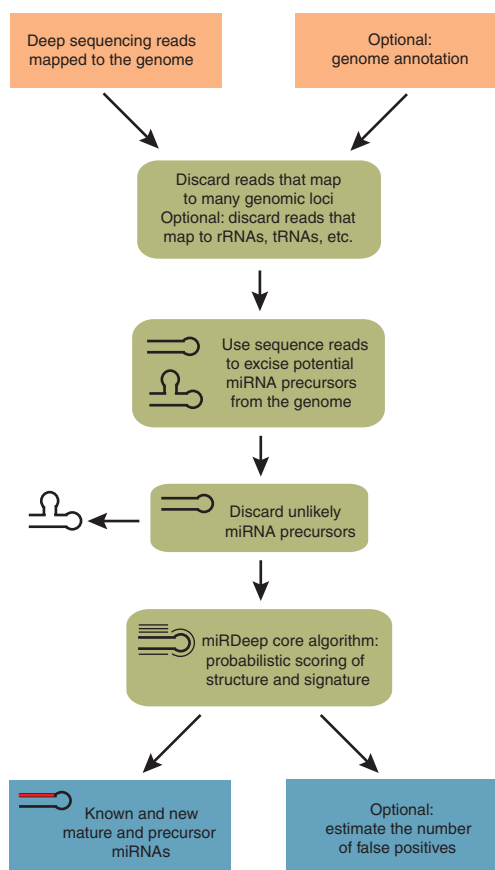 Deep sequencing reads
mapped to the genome
Optional:
genome annotation
Discard reads that map
to many genomic loci
Optional: discard reads that
map to rRNAs, tRNAs, etc.
Use sequence reads
to excise potential
miRNA precursors
from the genome
Discard unlikely
miRNA precursors
miRDeep core algorithm:
probabilistic scoring of
structure and signature
Known and new
mature and precursor
miRNAs
Optional:
estimate the number
of false positives